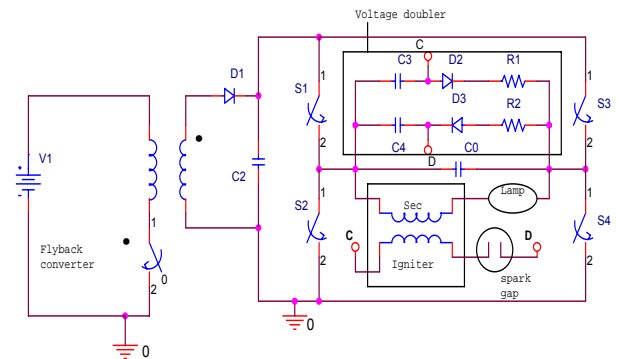 Voltage doubler
C
C3
D2
R1
D1
1
S1
1
S3
D3
R2
V1
2
C4
D
C0
2
C2
1
Sec
Lamp
1
S2
S4
1
C
D
Flyback
converter
0
2
2
Igniter
spark
gap
2
0
0